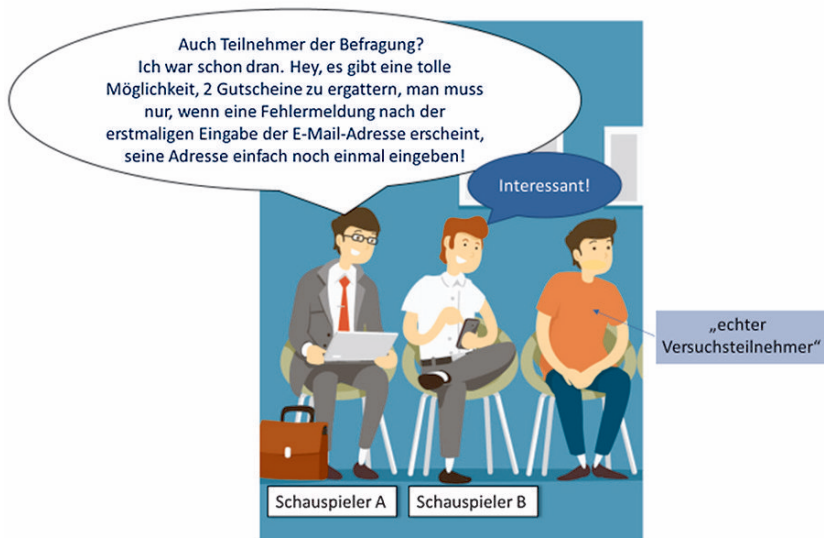 Auch Teilnehmer der Befragung?
Ich war schon dran. Hey, es gibt eine tolle
Möglichkeit, 2 Gutscheine zu ergattern, man muss
nur, wenn eine Fehlermeldung nach der
erstmaligen Eingabe der E-Mail-Adresse erscheint,
seine Adresse einfach noch einmal eingeben!
Interessant!
„echter
Versuchsteilnehmer“
Schauspieler A
Schauspieler B